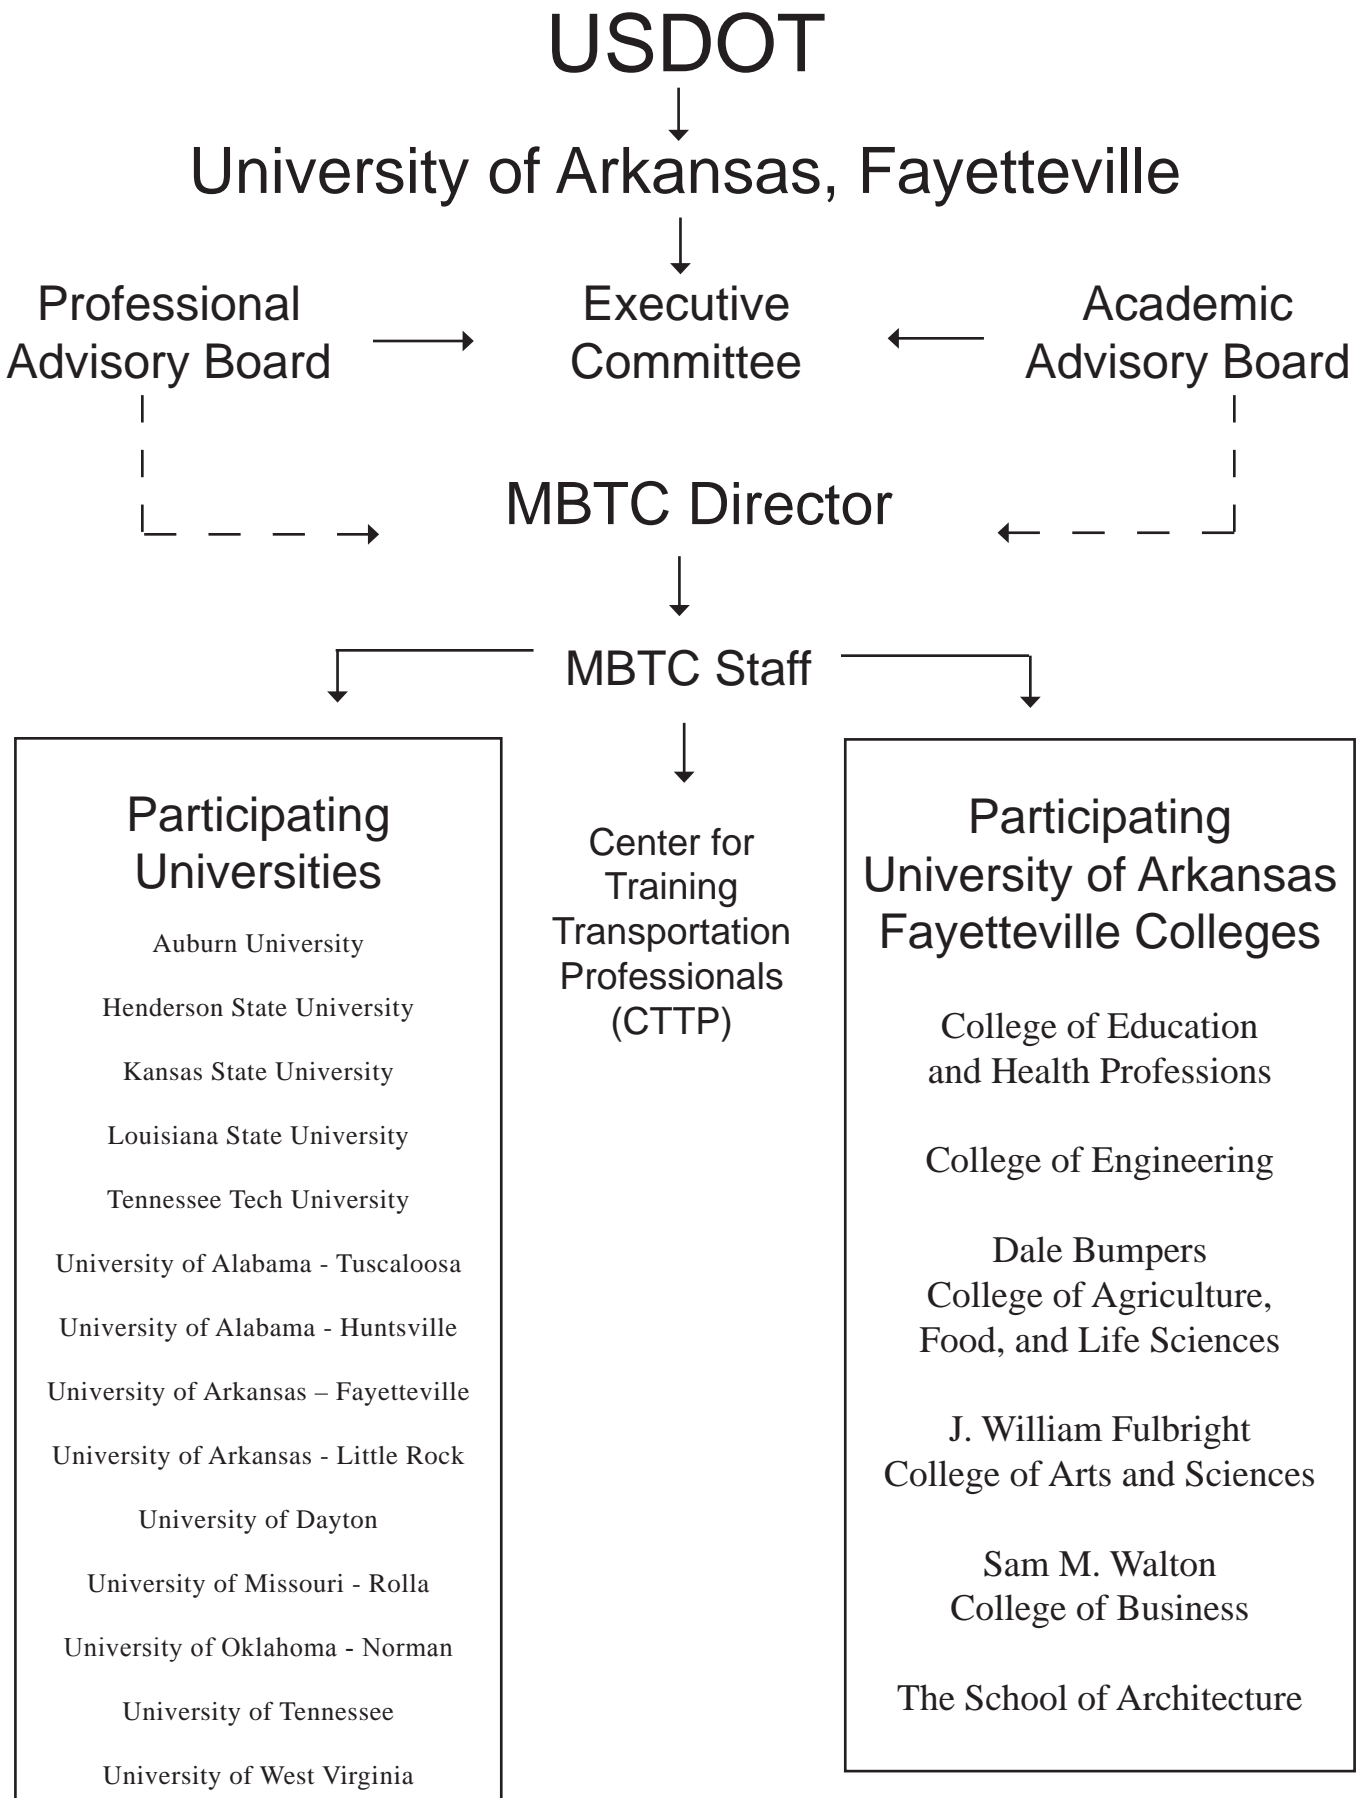 USDOT
University of Arkansas, Fayetteville
Professional
Advisory Board
Executive
Committee
Academic
Advisory Board
MBTC Director
MBTC Staff
Participating
Universities
Auburn University
Henderson State University
Kansas State University
Louisiana State University
Tennessee Tech University
University of Alabama - Tuscaloosa
University of Alabama - Huntsville
University of Arkansas – Fayetteville
University of Arkansas - Little Rock
University of Dayton
University of Missouri - Rolla
University of Oklahoma - Norman
University of Tennessee
University of West Virginia
Center for
Training
Transportation
Professionals
(CTTP)
Participating
University of Arkansas
Fayetteville Colleges
College of Education
and Health Professions
College of Engineering
Dale Bumpers
College of Agriculture,
Food, and Life Sciences
J. William Fulbright
College of Arts and Sciences
Sam M. Walton
College of Business
The School of Architecture